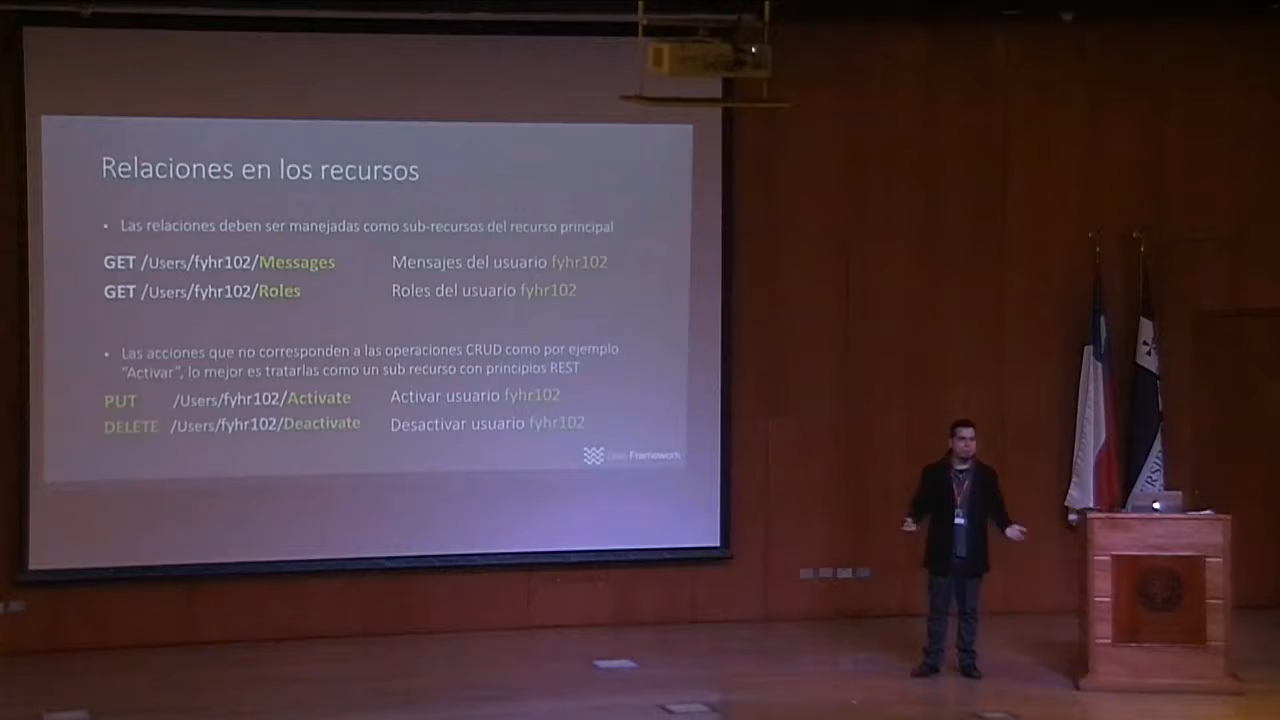 Relaciones en los recursos
• Las relaciones deben ser manejadas como sub-recursos del recurso principal
GET /Users/fyhr102/Messages Mensajes del usuario fyhr102
GET /Users/fyhr102/Roles Roles del usuario fyhr102
• Las acciones que no corresponden a las operaciones CRUD como por ejemplo
"Activar", lo mejor es tratarlas como un sub recurso con principios REST
PUT /Users/fyhr102/Activate Activar usuario fyhr102
DELETE /Users/fyhr102/Deactivate Desactivar usuario fyhr102
Framework